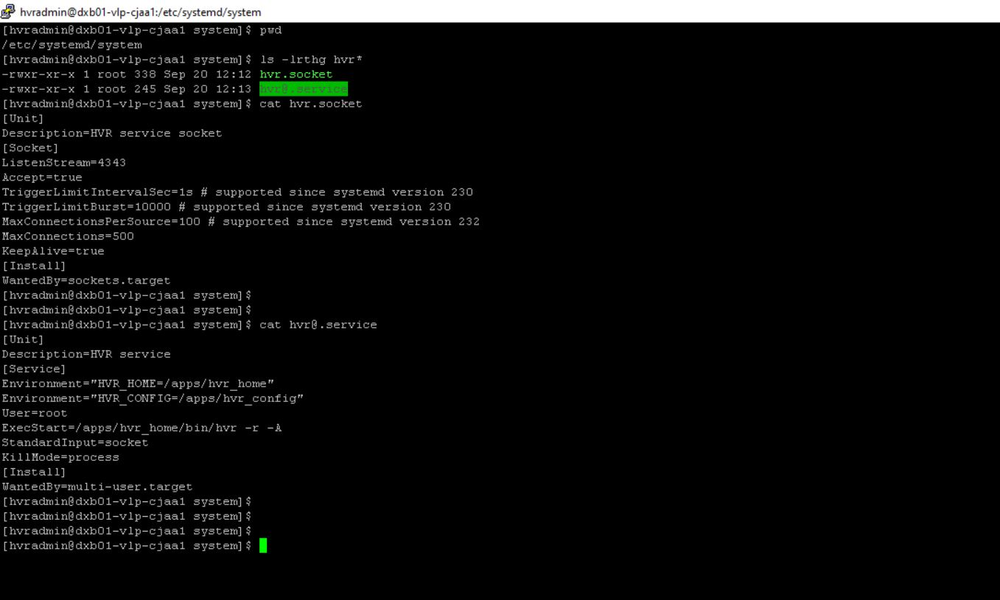 hvradmin@dxb01-vlp-cjaa1:/etc/systemd/system
[hvradmin@dxb01-vlp-cjaa1 system]$ pwd
/etc/systemd/system
[hvradmin@dxb01-vlp-cjaa1 system]$ ls -lrthg hvr*
-rwxr-xr-x 1 root 338 Sep 20 12:12 hvr.socket
-rwxr-xr-x 1 root 245 Sep 20 12:13 hvr@.service
[hvradmin@dxb01-vlp-cjaa1 system]$ cat hvr.socket
[Unit]
Description=HVR service socket
[Socket]
ListenStream=4343
Accept=true
TriggerLimitIntervalSec=1s # supported since systemd version 230
TriggerLimitBurst=10000 # supported since systemd version 230
MaxConnectionsPerSource=100 # supported since systemd version 232
MaxConnections=500
KeepAlive=true
[Install]
WantedBy=sockets.target
[hvradmin@dxb01-vlp-cjaa1 system]$
[hvradmin@dxb01-vlp-cjaa1 system]$
[hvradmin@dxb01-vlp-cjaa1 system]$ cat hvr@.service
[Unit]
Description=HVR service
[Service]
Environment="HVR_HOME=/apps/hvr_home"
Environment="HVR_CONFIG=/apps/hvr_config"
User=root
ExecStart=/apps/hvr_home/bin/hvr -r -A
StandardInput=socket
KillMode=process
[Install]
WantedBy=multi-user.target
[hvradmin@dxb01-vlp-cjaa1 system]$
[hvradmin@dxb01-vlp-cjaa1 system]$
[hvradmin@dxb01-vlp-cjaa1 system]$
[hvradmin@dxb01-vlp-cjaa1 system]$